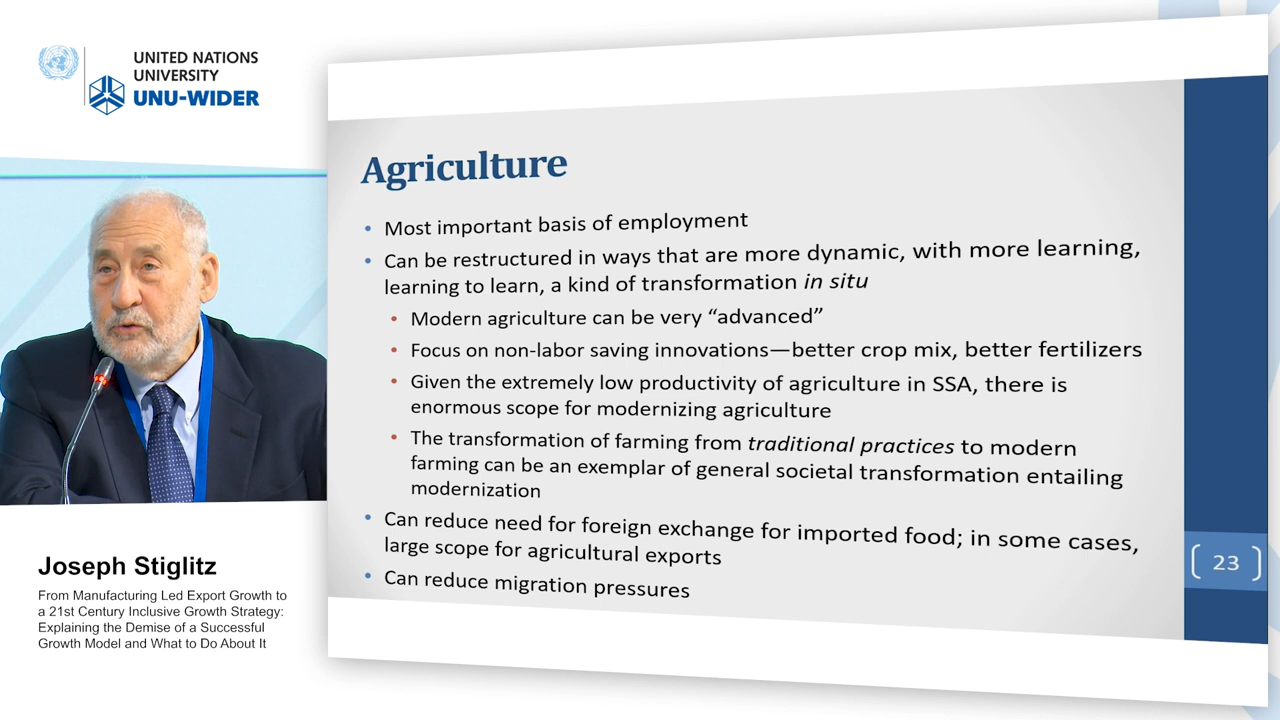 UNITED NATIONS
UNIVERSITY
UNU-WIDER
Agriculture
• Most important basis of employment
• Can be restructured in ways that are more dynamic, with more learning,
learning to learn, a kind of transformation in situ
• Modern agriculture can be very “advanced”
• Focus on non-labor saving innovations—better crop mix, better fertilizers
• Given the extremely low productivity of agriculture in SSA, there is
enormous scope for modernizing agriculture
• The transformation of farming from traditional practices to modern
farming can be an exemplar of general societal transformation entailing
modernization
• Can reduce need for foreign exchange for imported food; in some cases,
large scope for agricultural exports
• Can reduce migration pressures
[ 23 ]
Joseph Stiglitz
From Manufacturing Led Export Growth to
a 21st Century Inclusive Growth Strategy:
Explaining the Demise of a Successful
Growth Model and What to Do About It